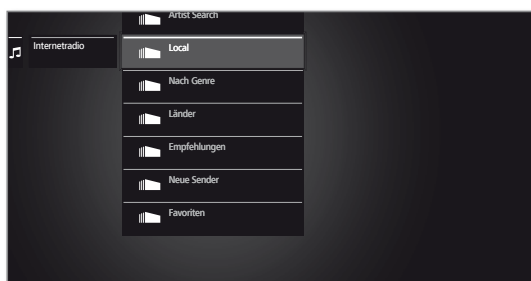 Artist Search
Internetradio
Local
Nach Genre
Länder
Empfehlungen
Neue Sender
Favoriten